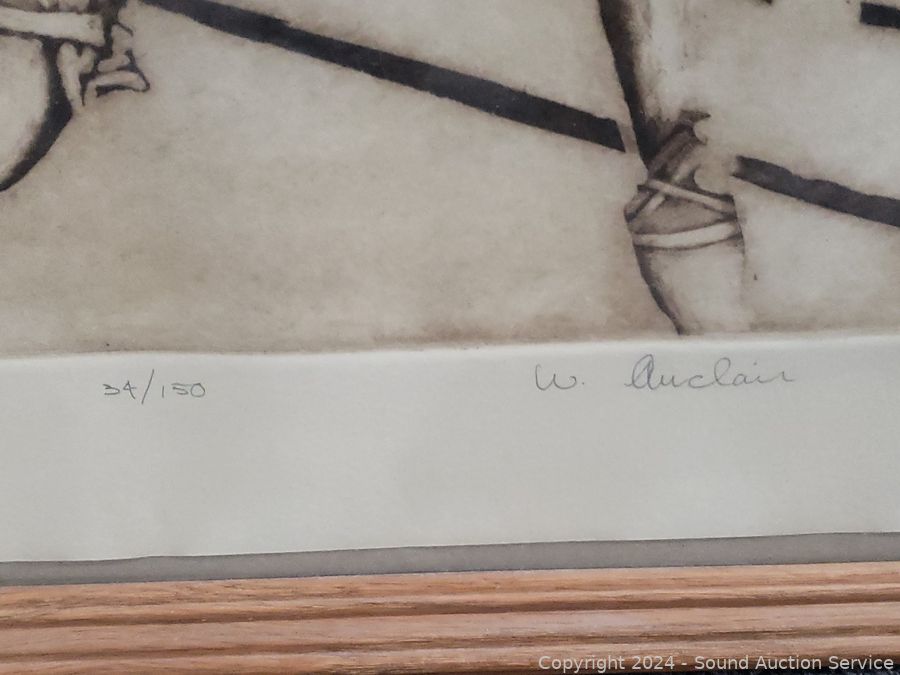 34/150 W. Auclair
Copyright 2024 - Sound Auction Service